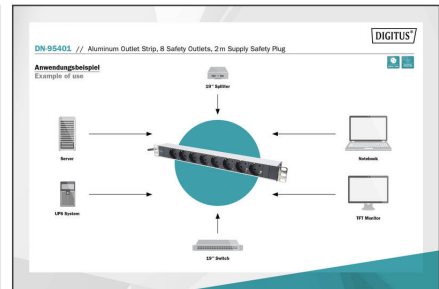 DIGITUS®
DN-95401 // Aluminum Outlet Strip, 8 Safety Outlets, 2 m Supply Safety Plug
Anwendungsbeispiel
Example of use
19" Splitter
Server
Notebook
UPS System
TFT Monitor
19" Switch